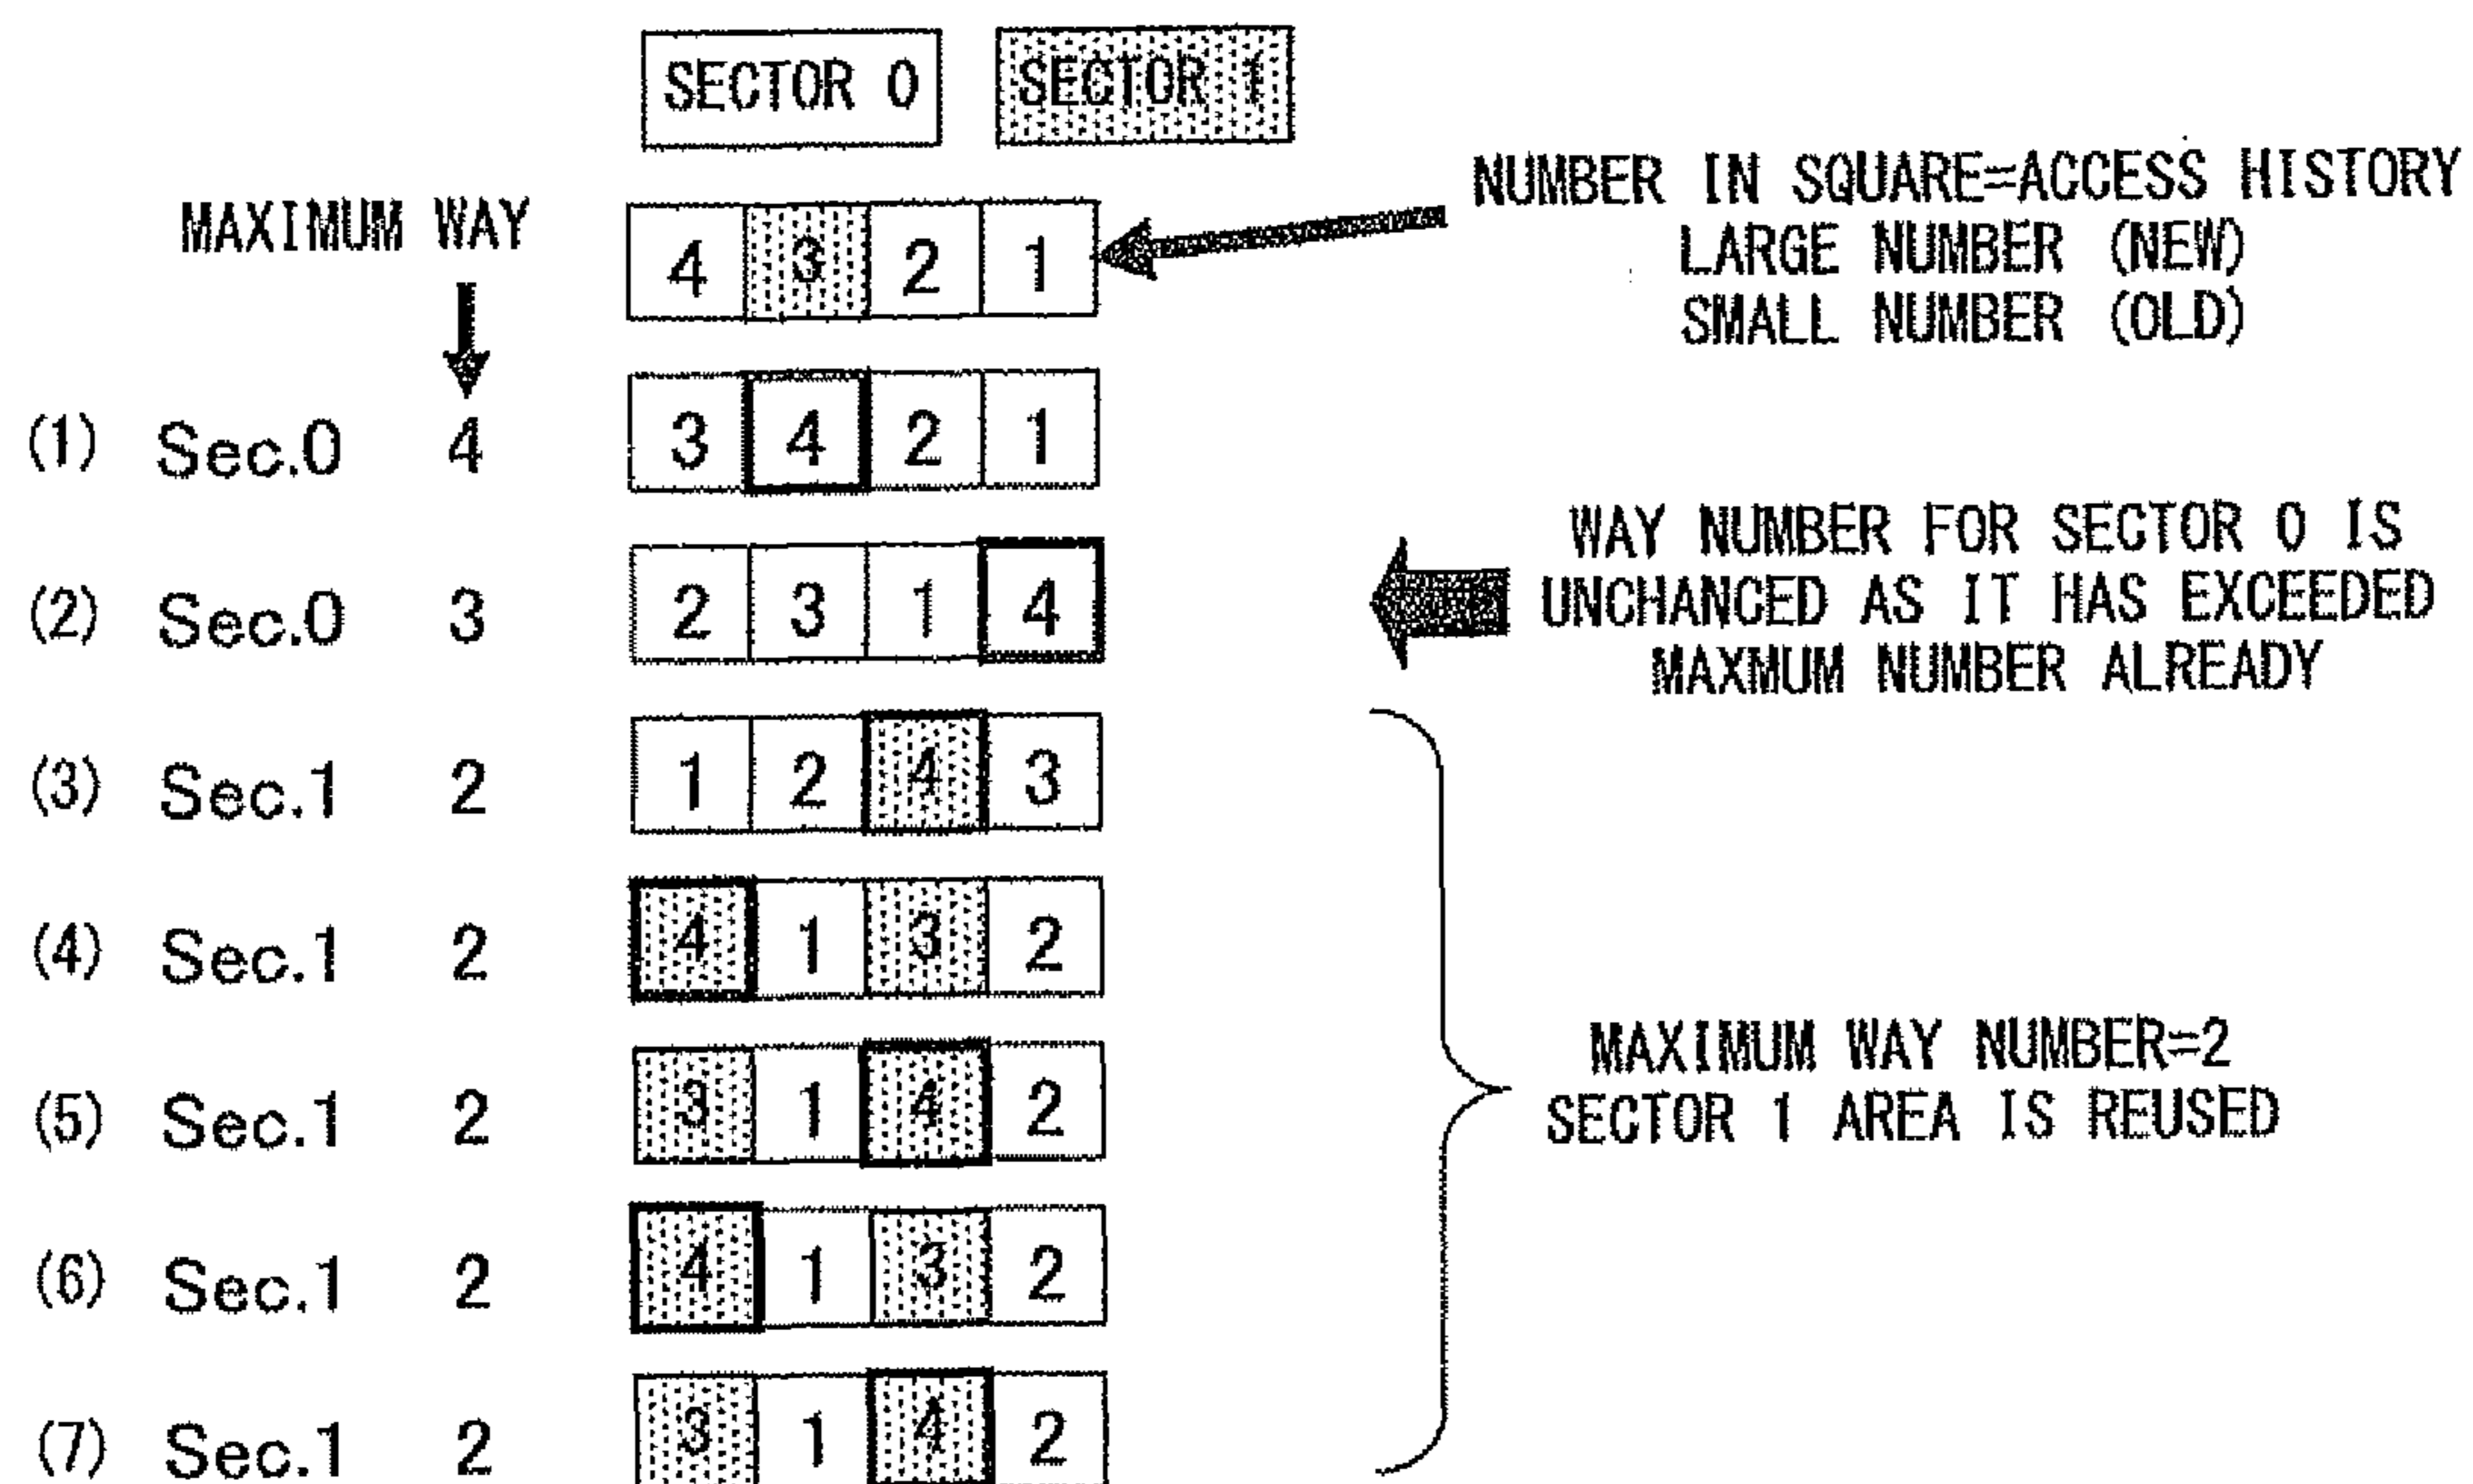 SECTOR 0 SECTOR 1
MAXIMUM WAY
4 3 2 1
NUMBER IN SQUARE=ACCESS HISTORY
LARGE NUMBER (NEW)
SMALL NUMBER (OLD)
(1) Sec.0 4 3 4 2 1
(2) Sec.0 3 2 3 1 4
WAY NUMBER FOR SECTOR 0 IS
UNCHANGED AS IT HAS EXCEEDED
MAXMUM NUMBER ALREADY
(3) Sec.1 2 1 2 4 3
(4) Sec.1 2 4 1 3 2
(5) Sec.1 2 3 1 4 2
(6) Sec.1 2 4 1 3 2
(7) Sec.1 2 3 1 4 2
MAXIMUM WAY NUMBER=2
SECTOR 1 AREA IS REUSED